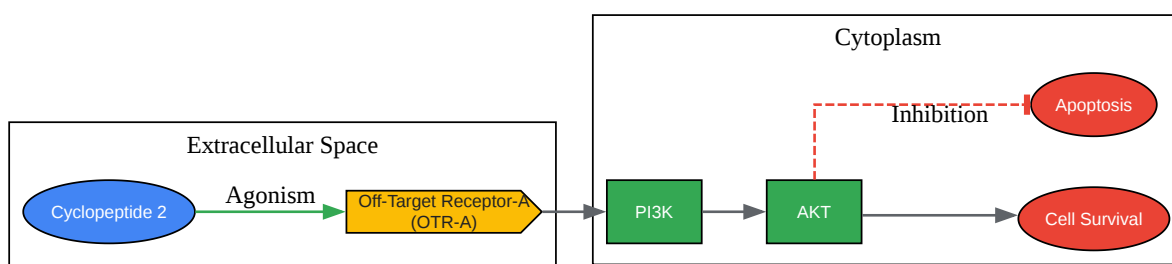 Cytoplasm
Apoptosis
Inhibition
Extracellular Space
Agonism
Cyclopeptide 2
Off-Target Receptor-A
(OTR-A)
PI3K
AKT
Cell Survival